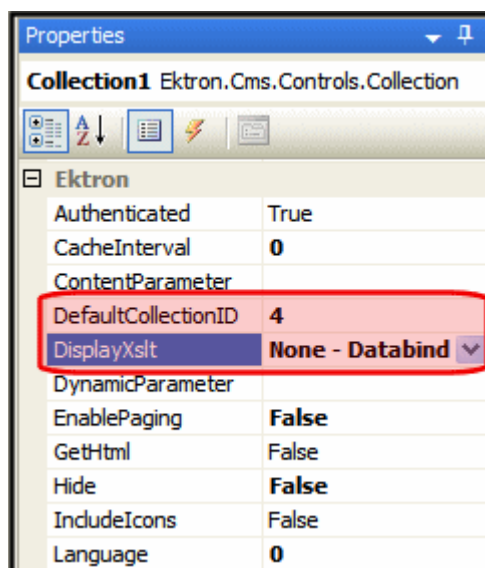 Properties
Collection1 Ektron.Cms.Controls.Collection
Ektron
Authenticated True
CacheInterval 0
ContentParameter
DefaultCollectionID 4
DisplayXslt None - Databind
DynamicParameter
EnablePaging False
GetHtml False
Hide False
IncludeIcons False
Language 0